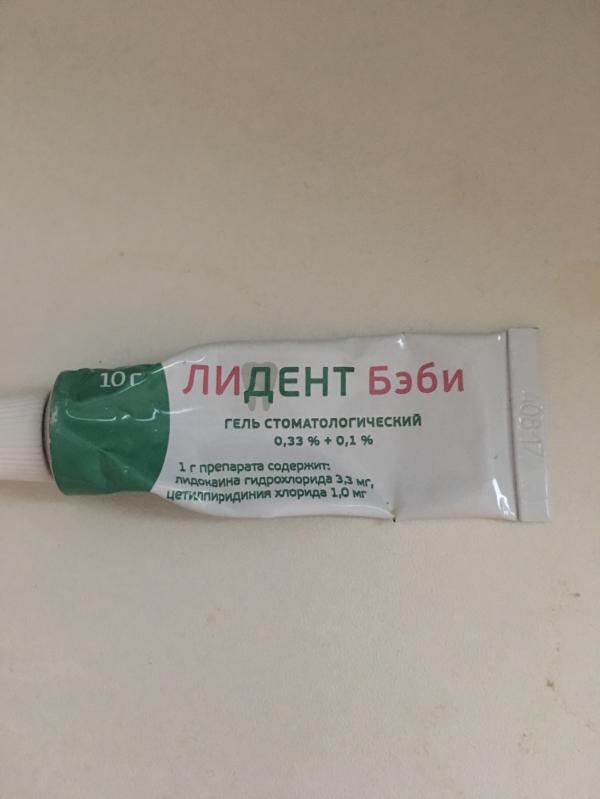 10 г
ЛИДЕНТ Бэби
ГЕЛЬ СТОМАТОЛОГИЧЕСКИЙ
0,33 % + 0,1 %
1 г препарата содержит:
лидокаина гидрохлорида 3,3 мг,
цетилпиридиния хлорида 1,0 мг